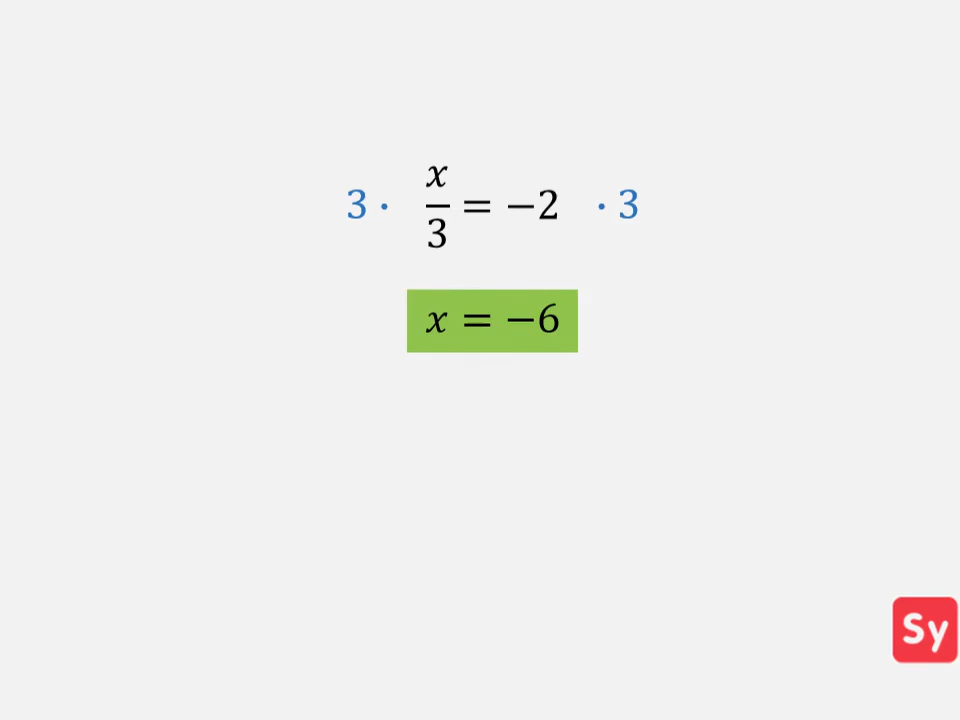 3 · x/3 = −2 · 3
x = −6
Sy